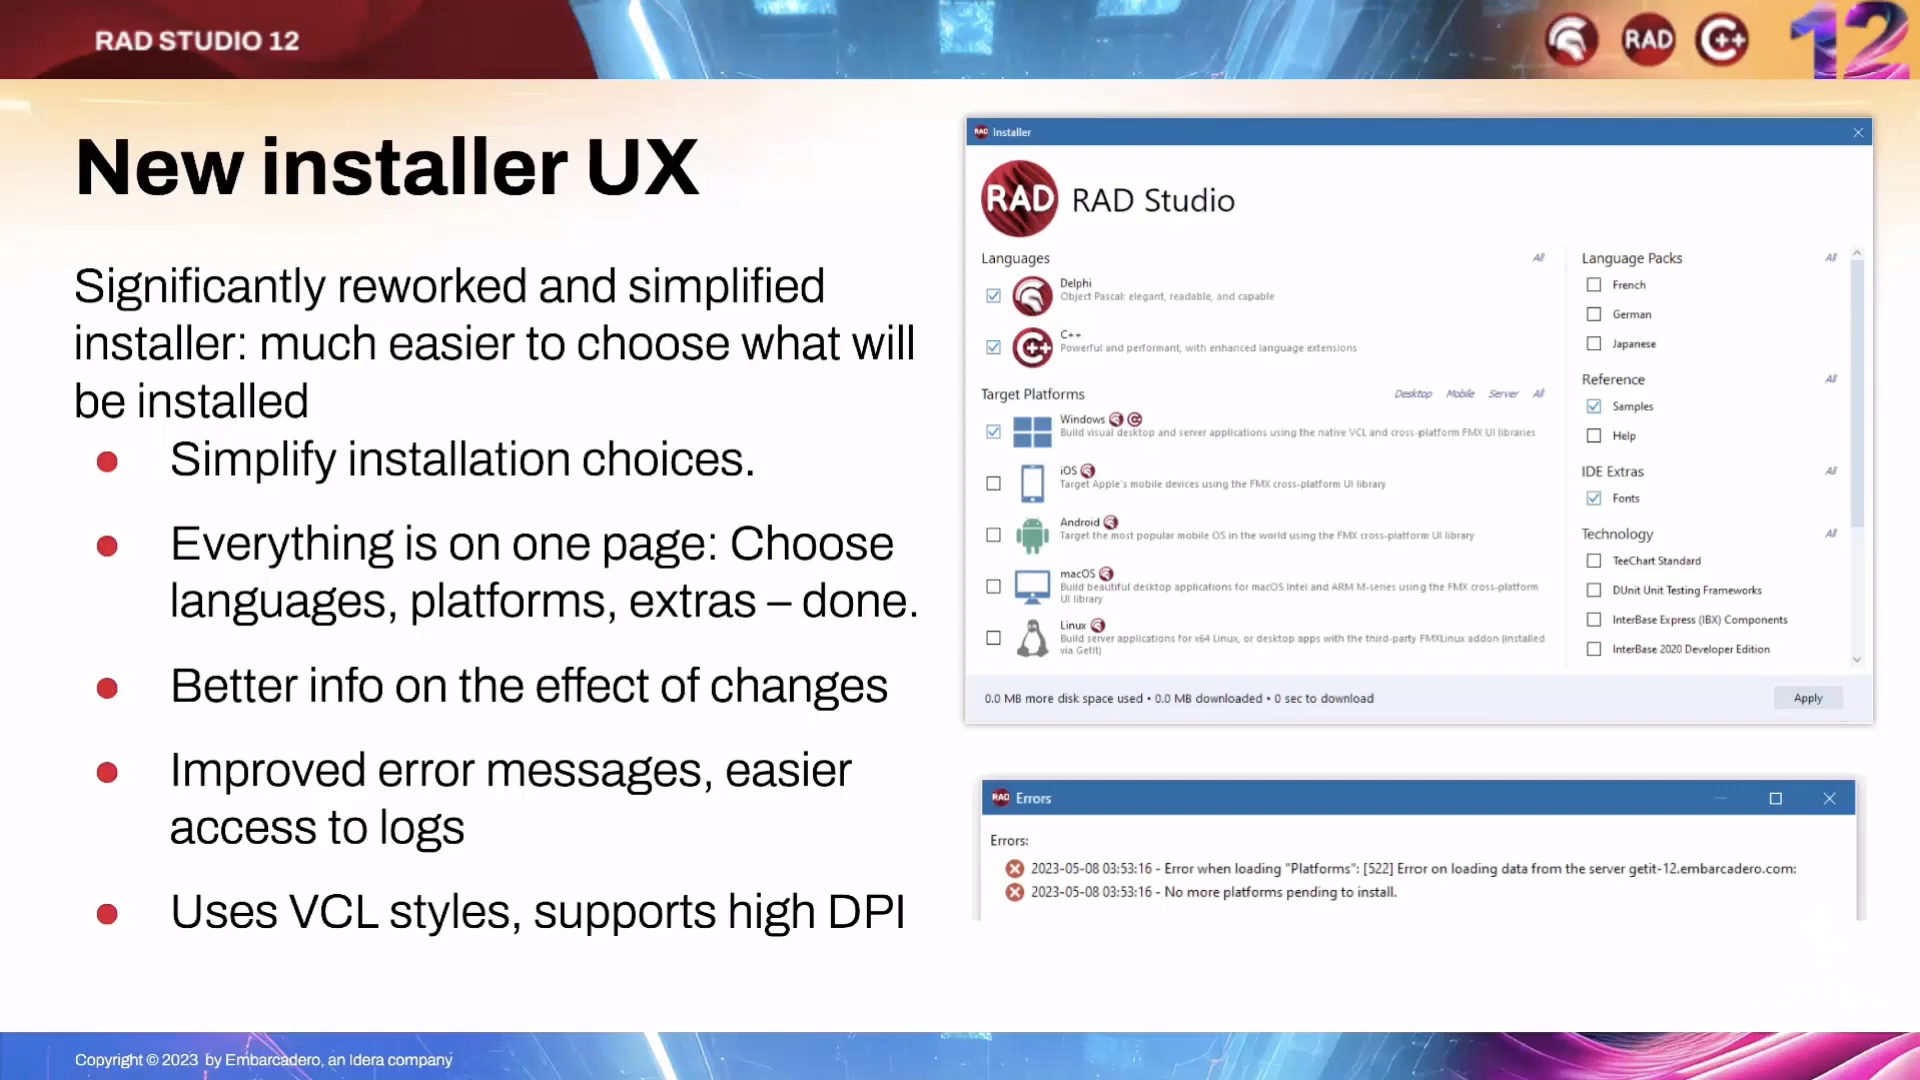 RAD STUDIO 12
RAD
C++
12
New installer UX
Significantly reworked and simplified
installer: much easier to choose what will
be installed
● Simplify installation choices.
● Everything is on one page: Choose
languages, platforms, extras – done.
● Better info on the effect of changes
● Improved error messages, easier
access to logs
● Uses VCL styles, supports high DPI
RAD Installer
RAD
RAD Studio
Languages All
Delphi
Object Pascal: elegant, readable, and capable
C++
C++
Powerful and performant, with enhanced language extensions
Target Platforms Desktop Mobile Server All
Windows
Build visual desktop and server applications using the native VCL and cross-platform FMX UI libraries
iOS
Target Apple's mobile devices using the FMX cross-platform UI library
Android
Target the most popular mobile OS in the world using the FMX cross-platform UI library
macOS
Build beautiful desktop applications for macOS Intel and ARM M-series using the FMX cross-platform
UI library
Linux
Build server applications for x64 Linux, or desktop apps with the third-party FMXLinux addon (installed
via GetIt)
Language Packs All
French
German
Japanese
Reference All
Samples
Help
IDE Extras All
Fonts
Technology All
TeeChart Standard
DUnit Unit Testing Frameworks
InterBase Express (IBX) Components
InterBase 2020 Developer Edition
0.0 MB more disk space used • 0.0 MB downloaded • 0 sec to download
Apply
RAD Errors
Errors:
2023-05-08 03:53:16 - Error when loading "Platforms": [522] Error on loading data from the server getit-12.embarcadero.com:
2023-05-08 03:53:16 - No more platforms pending to install.
Copyright © 2023 by Embarcadero, an Idera company